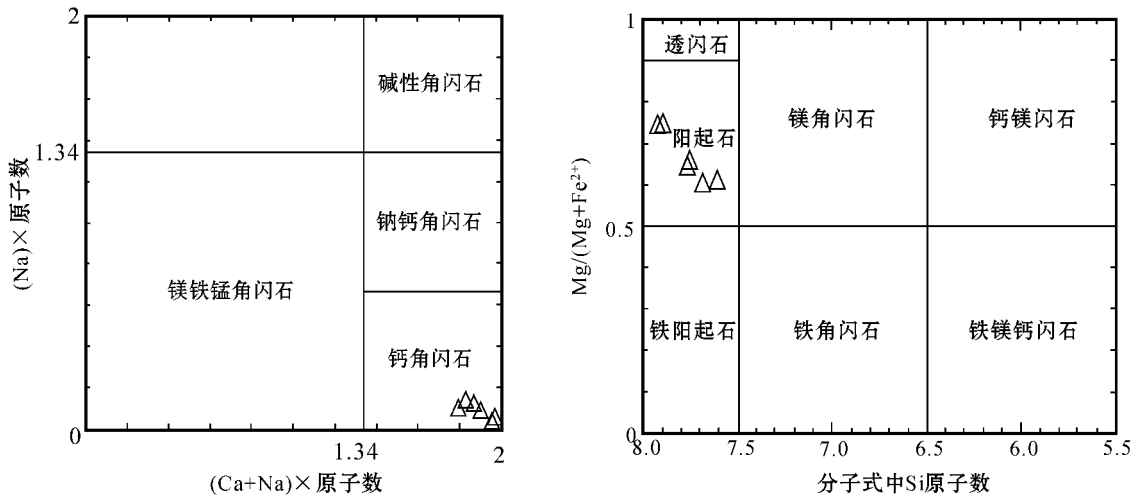 2
碱性角闪石
1.34
钠钙角闪石
镁铁锰角闪石
钙角闪石
0
1.34
2
(Ca+Na)×原子数
(Na)×原子数
1
透闪石
阳起石
镁角闪石
钙镁闪石
0.5
铁阳起石
铁角闪石
铁镁钙闪石
0
8.0
7.5
7.0
6.5
6.0
5.5
分子式中Si原子数
Mg/(Mg+Fe²⁺)